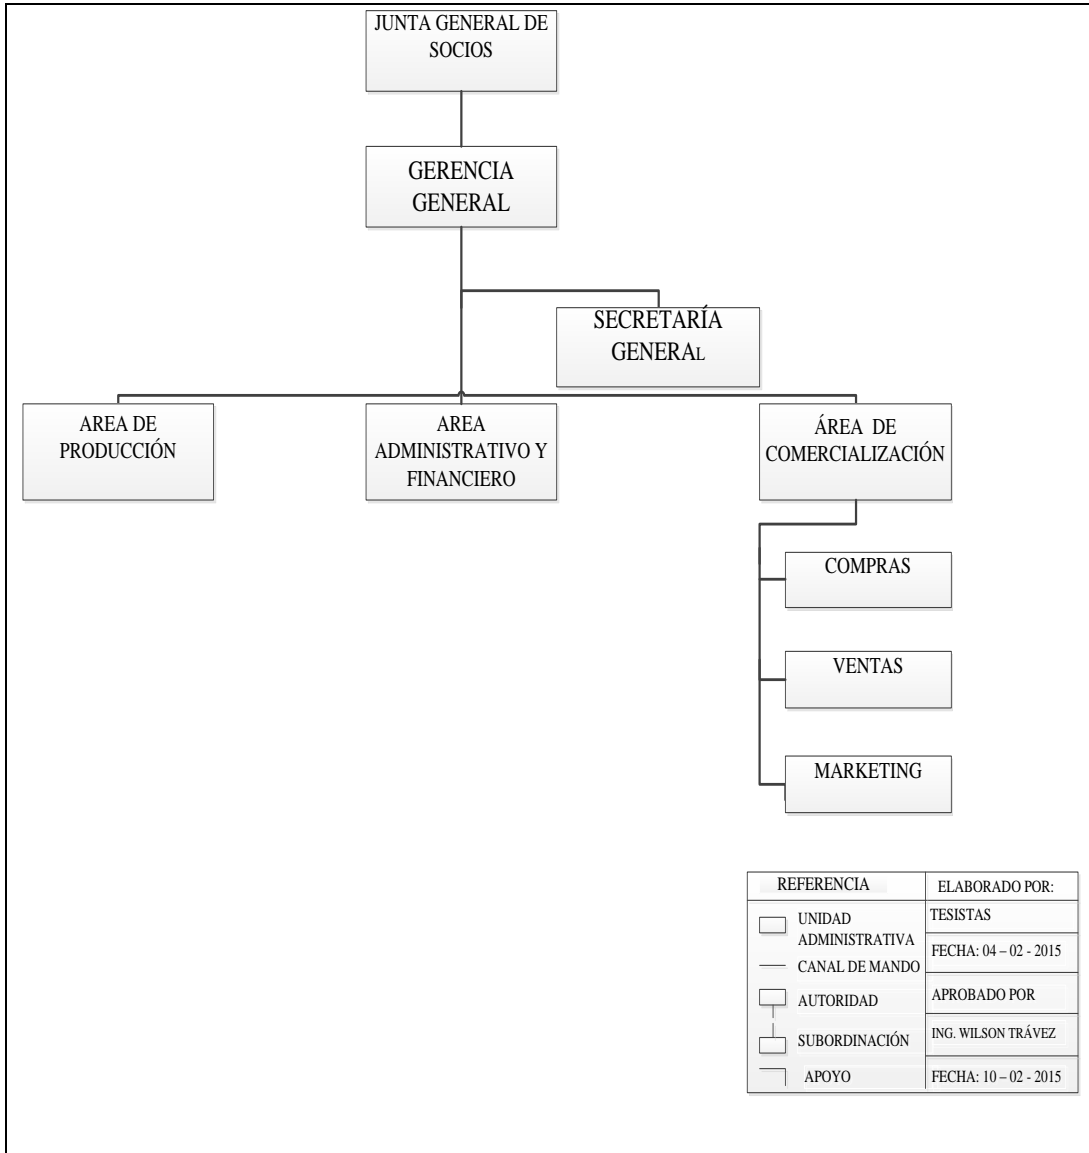 JUNTA GENERAL DE
SOCIOS
GERENCIA
GENERAL
SECRETARÍA
GENERAL
AREA DE
PRODUCCIÓN
AREA
ADMINISTRATIVO Y
FINANCIERO
ÁREA DE
COMERCIALIZACIÓN
COMPRAS
VENTAS
MARKETING
REFERENCIA
UNIDAD
ADMINISTRATIVA
CANAL DE MANDO
AUTORIDAD
SUBORDINACIÓN
APOYO
ELABORADO POR:
TESISTAS
FECHA: 04 – 02 - 2015
APROBADO POR
ING. WILSON TRÁVEZ
FECHA: 10 – 02 - 2015